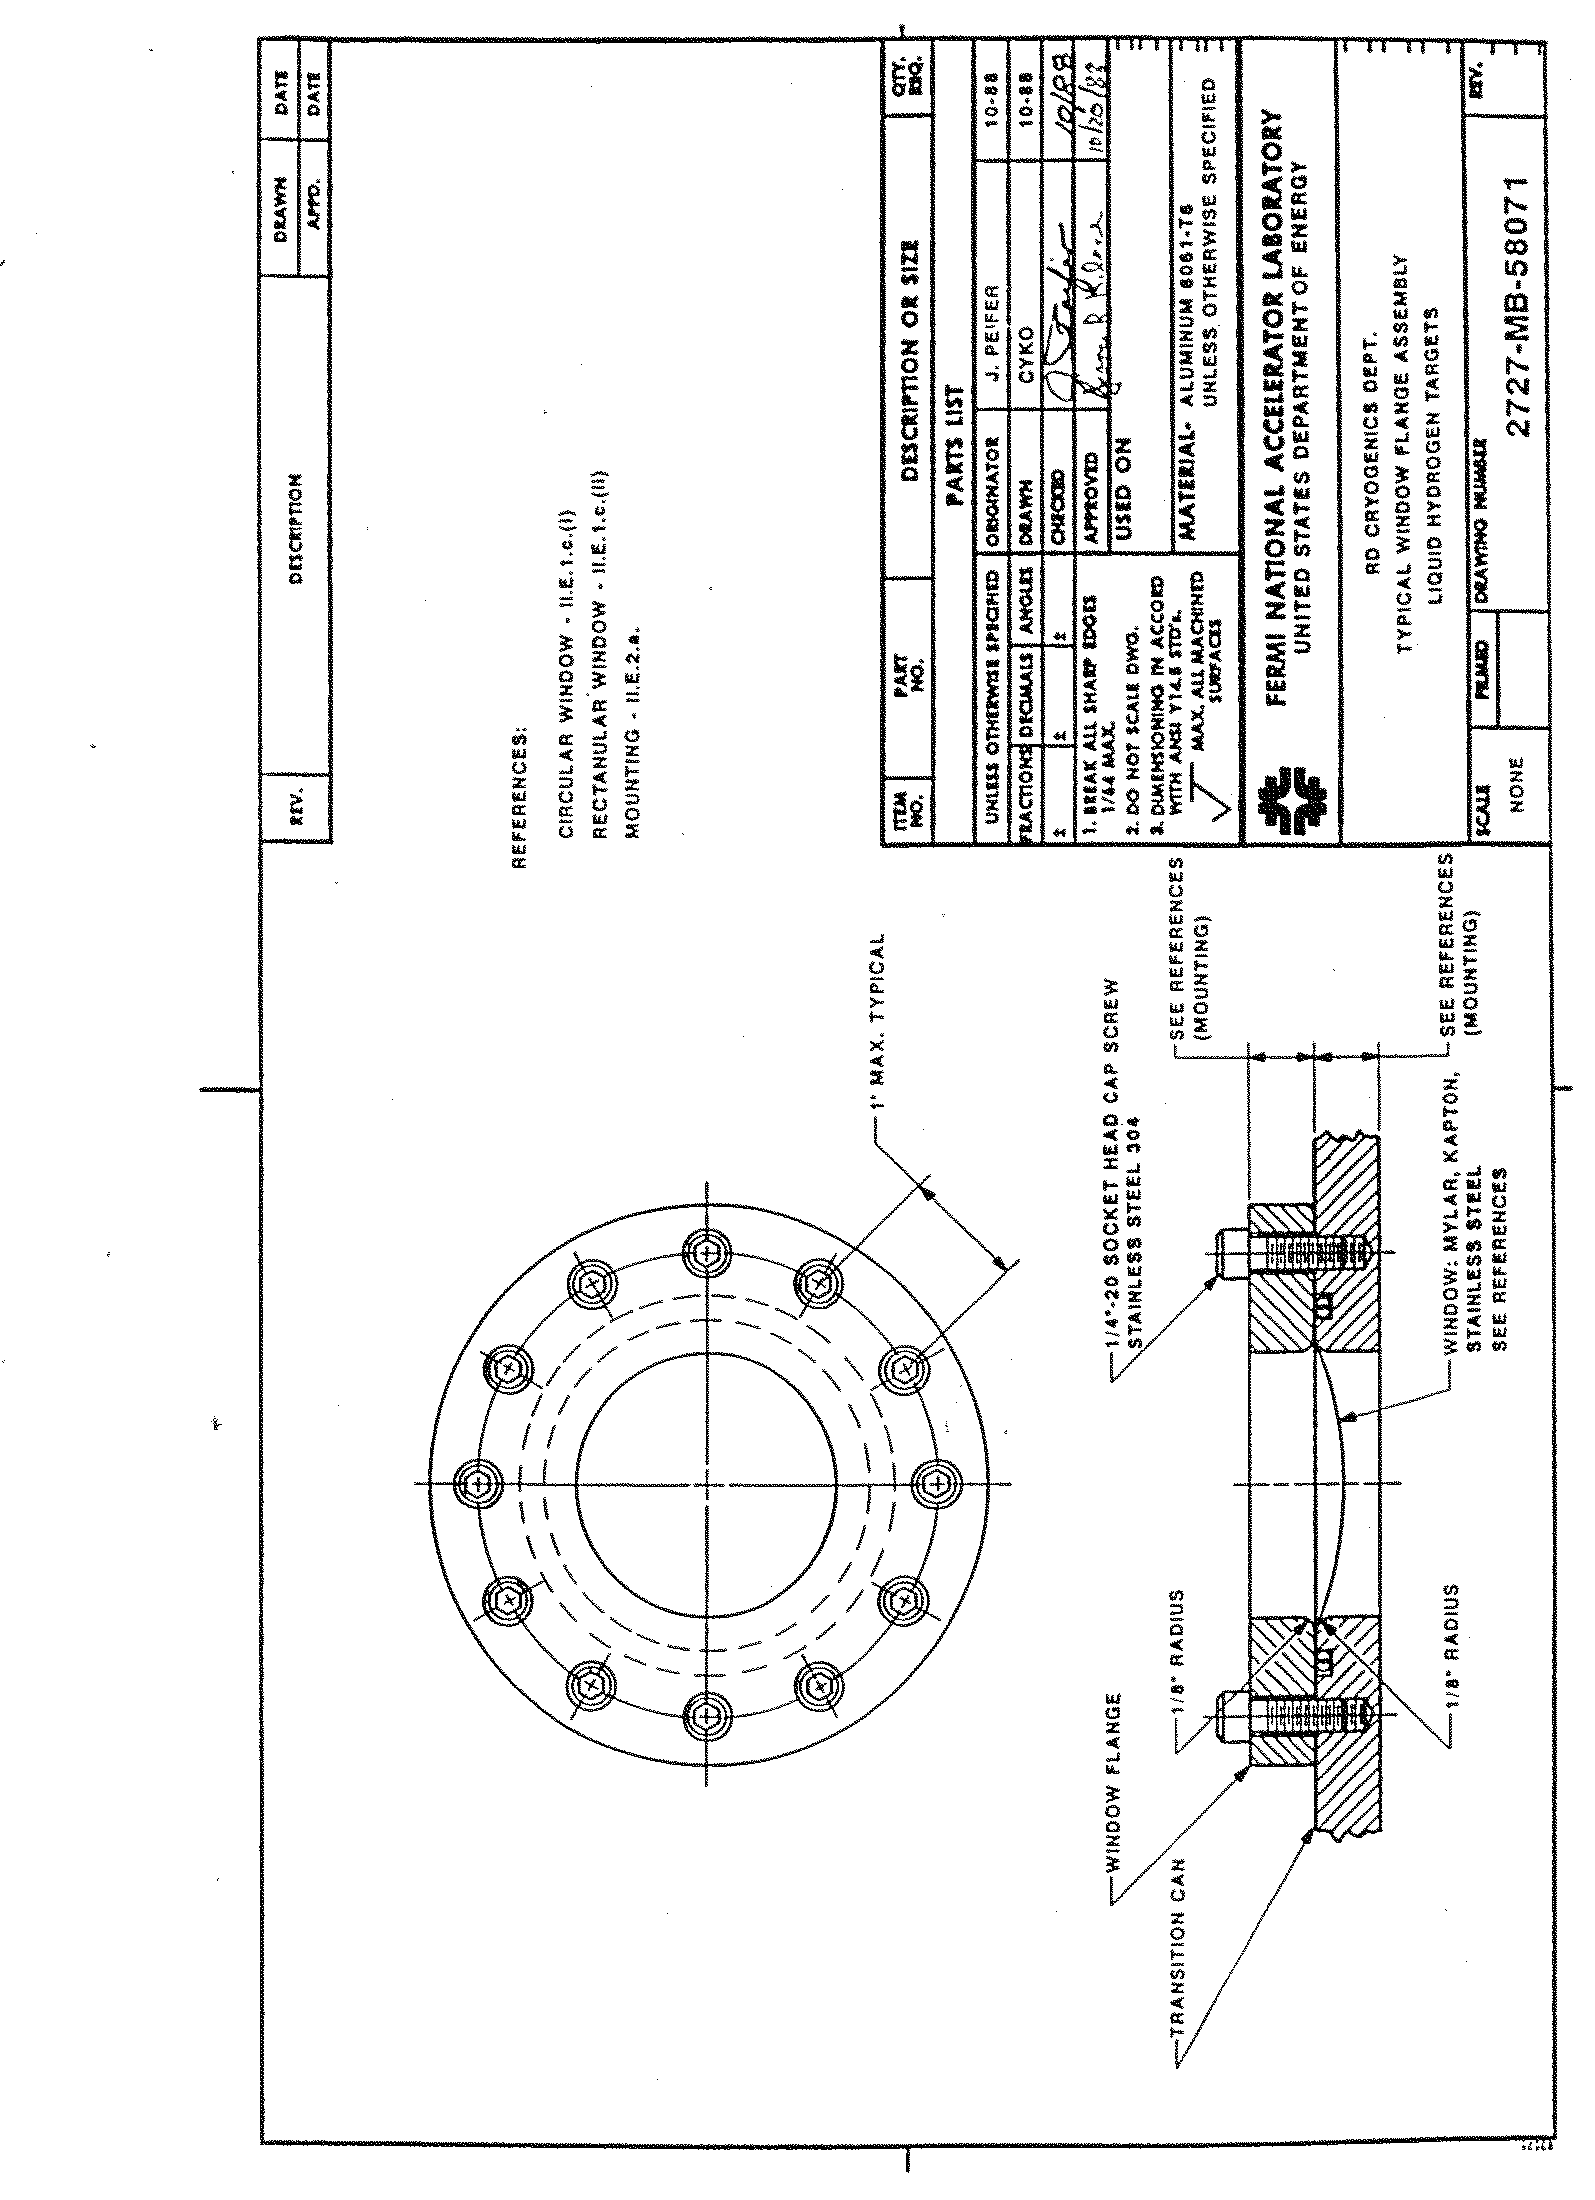 REV.
DESCRIPTION
DRAWN
DATE
APPD.
DATE
REFERENCES:
CIRCULAR WINDOW - II.E.1.c.(i)
RECTANULAR WINDOW - II.E.1.c.(ii)
MOUNTING - II.E.2.a.
1" MAX. TYPICAL
1/4"-20 SOCKET HEAD CAP SCREW
STAINLESS STEEL 304
SEE REFERENCES
(MOUNTING)
SEE REFERENCES
(MOUNTING)
WINDOW: MYLAR, KAPTON,
STAINLESS STEEL
SEE REFERENCES
WINDOW FLANGE
1/8" RADIUS
1/8" RADIUS
TRANSITION CAN
ITEM NO.
PART NO.
DESCRIPTION OR SIZE
QTY. REQ.
PARTS LIST
UNLESS OTHERWISE SPECIFIED
FRACTIONS
DECIMALS
ANGLES
±
±
±
1. BREAK ALL SHARP EDGES
1/64 MAX.
2. DO NOT SCALE DWG.
3. DIMENSIONING IN ACCORD
WITH ANSI Y14.5 STD's.
MAX. ALL MACHINED
SURFACES
ORIGINATOR
J. PEIFER
10-88
DRAWN
CYKO
10-88
CHECKED
10/88
APPROVED
USED ON
MATERIAL- ALUMINUM 6061-T6
UNLESS OTHERWISE SPECIFIED
FERMI NATIONAL ACCELERATOR LABORATORY
UNITED STATES DEPARTMENT OF ENERGY
RD CRYOGENICS DEPT.
TYPICAL WINDOW FLANGE ASSEMBLY
LIQUID HYDROGEN TARGETS
SCALE
NONE
FILMED
DRAWING NUMBER
2727-MB-58071
REV.